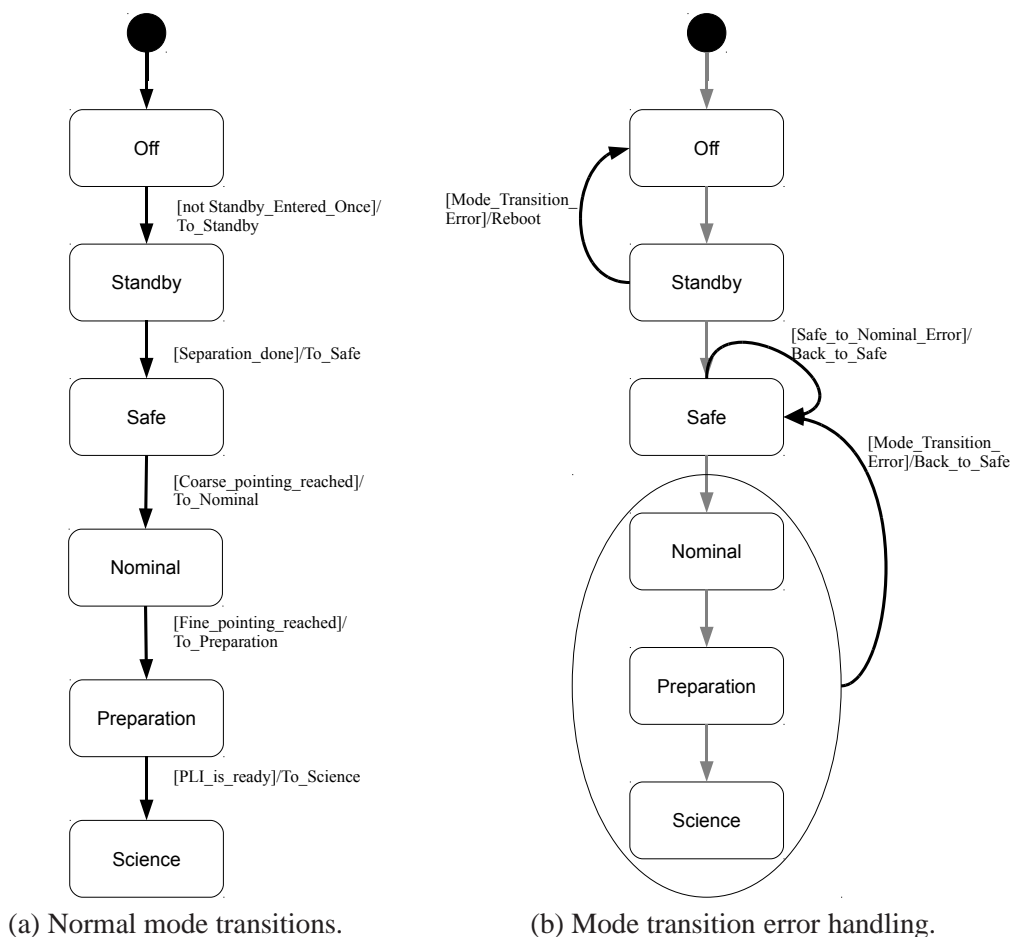 Off
[not Standby_Entered_Once]/
To_Standby
Standby
[Separation_done]/To_Safe
Safe
[Coarse_pointing_reached]/
To_Nominal
Nominal
[Fine_pointing_reached]/
To_Preparation
Preparation
[PLI_is_ready]/To_Science
Science
(a) Normal mode transitions.
Off
[Mode_Transition_
Error]/Reboot
Standby
[Safe_to_Nominal_Error]/
Back_to_Safe
Safe
[Mode_Transition_
Error]/Back_to_Safe
Nominal
Preparation
Science
(b) Mode transition error handling.